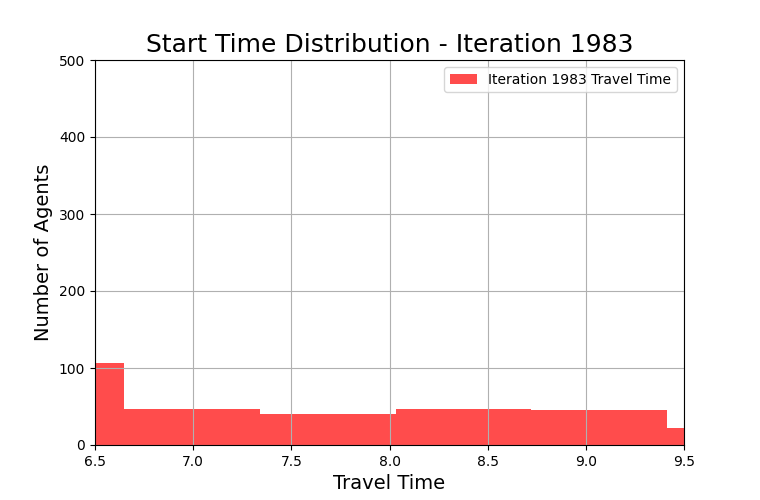 Start Time Distribution - Iteration 1983
500
400
300
200
100
0
Number of Agents
Iteration 1983 Travel Time
6.5 7.0 7.5 8.0 8.5 9.0 9.5
Travel Time